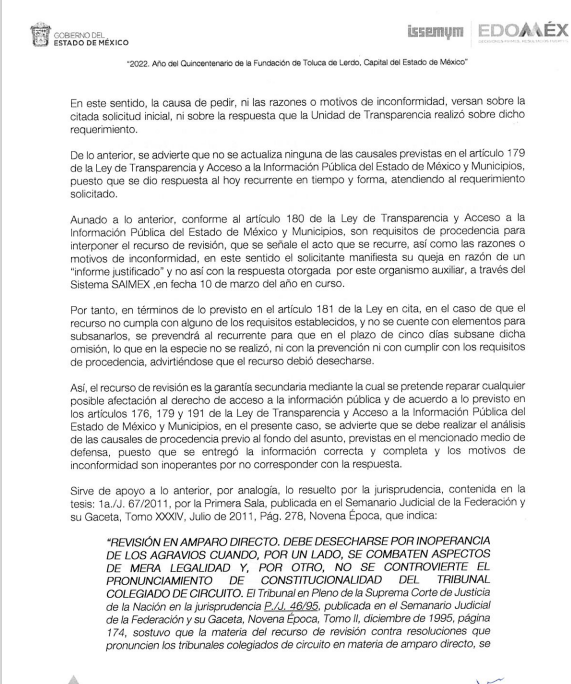 GOBIERNO DEL
ESTADO DE MÉXICO
issemym
EDOMÉX
"2022. Año del Quincentenario de la Fundación de Toluca de Lerdo, Capital del Estado de México"
En este sentido, la causa de pedir, ni las razones o motivos de inconformidad, versan sobre la
citada solicitud inicial, ni sobre la respuesta que la Unidad de Transparencia realizó sobre dicho
requerimiento.
De lo anterior, se advierte que no se actualiza ninguna de las causales previstas en el artículo 179
de la Ley de Transparencia y Acceso a la Información Pública del Estado de México y Municipios,
puesto que se dio respuesta al hoy recurrente en tiempo y forma, atendiendo al requerimiento
solicitado.
Aunado a lo anterior, conforme al artículo 180 de la Ley de Transparencia y Acceso a la
Información Pública del Estado de México y Municipios, son requisitos de procedencia para
interponer el recurso de revisión, que se señale el acto que se recurre, así como las razones o
motivos de inconformidad, en este sentido el solicitante manifiesta su queja en razón de un
"informe justificado" y no así con la respuesta otorgada por este organismo auxiliar, a través del
Sistema SAIMEX ,en fecha 10 de marzo del año en curso.
Por tanto, en términos de lo previsto en el artículo 181 de la Ley en cita, en el caso de que el
recurso no cumpla con alguno de los requisitos establecidos, y no se cuente con elementos para
subsanarlos, se prevendrá al recurrente para que en el plazo de cinco días subsane dicha
omisión, lo que en la especie no se realizó, ni con la prevención ni con cumplir con los requisitos
de procedencia, advirtiéndose que el recurso debió desecharse.
Así, el recurso de revisión es la garantía secundaria mediante la cual se pretende reparar cualquier
posible afectación al derecho de acceso a la información pública y de acuerdo a lo previsto en
los artículos 176, 179 y 191 de la Ley de Transparencia y Acceso a la Información Pública del
Estado de México y Municipios, en el presente caso, se advierte que se debe realizar el análisis
de las causales de procedencia previo al fondo del asunto, previstas en el mencionado medio de
defensa, puesto que se entregó la información correcta y completa y los motivos de
inconformidad son inoperantes por no corresponder con la respuesta.
Sirve de apoyo a lo anterior, por analogía, lo resuelto por la jurisprudencia, contenida en la
tesis: 1a./J. 67/2011, por la Primera Sala, publicada en el Semanario Judicial de la Federación y
su Gaceta, Tomo XXXIV, Julio de 2011, Pág. 278, Novena Época, que indica:
"REVISIÓN EN AMPARO DIRECTO. DEBE DESECHARSE POR INOPERANCIA
DE LOS AGRAVIOS CUANDO, POR UN LADO, SE COMBATEN ASPECTOS
DE MERA LEGALIDAD Y, POR OTRO, NO SE CONTROVIERTE EL
PRONUNCIAMIENTO DE CONSTITUCIONALIDAD DEL TRIBUNAL
COLEGIADO DE CIRCUITO. El Tribunal en Pleno de la Suprema Corte de Justicia
de la Nación en la jurisprudencia P./J. 46/95, publicada en el Semanario Judicial
de la Federación y su Gaceta, Novena Época, Tomo II, diciembre de 1995, página
174, sostuvo que la materia del recurso de revisión contra resoluciones que
pronuncien los tribunales colegiados de circuito en materia de amparo directo, se